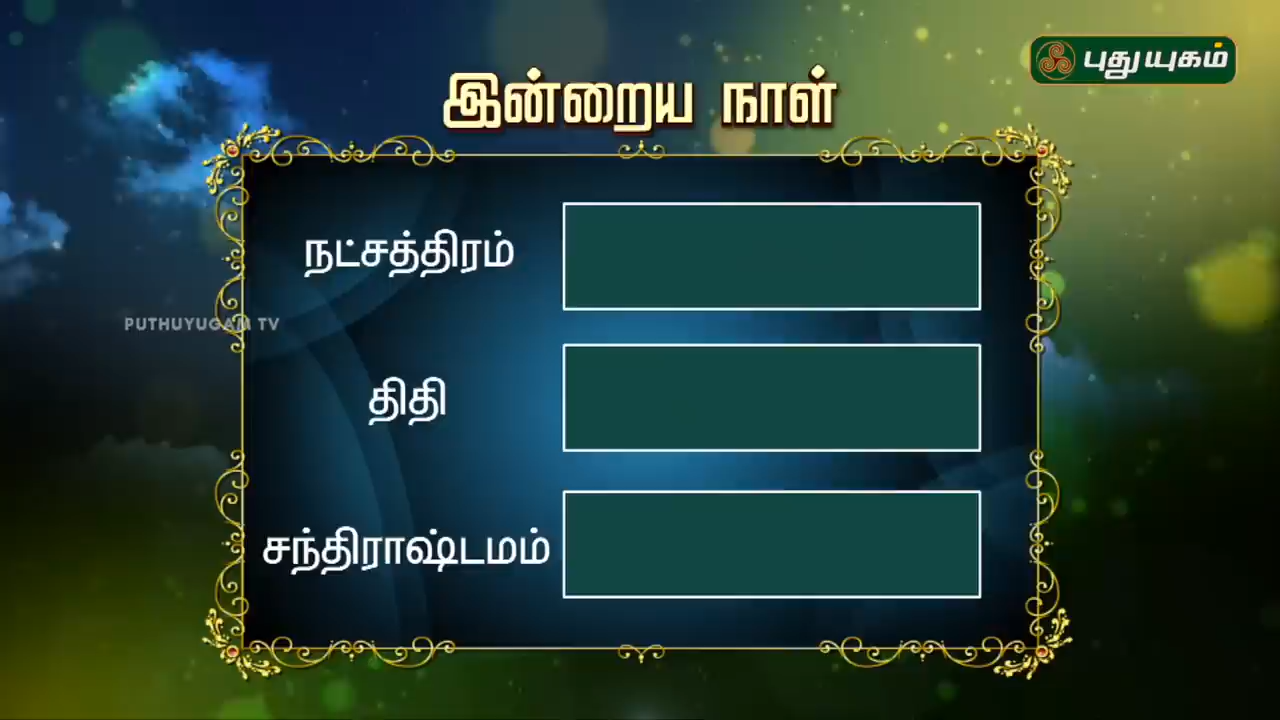 புதுயுகம்
இன்றைய நாள்
நட்சத்திரம்
PUTHUYUGAM TV
திதி
சந்திராஷ்டமம்